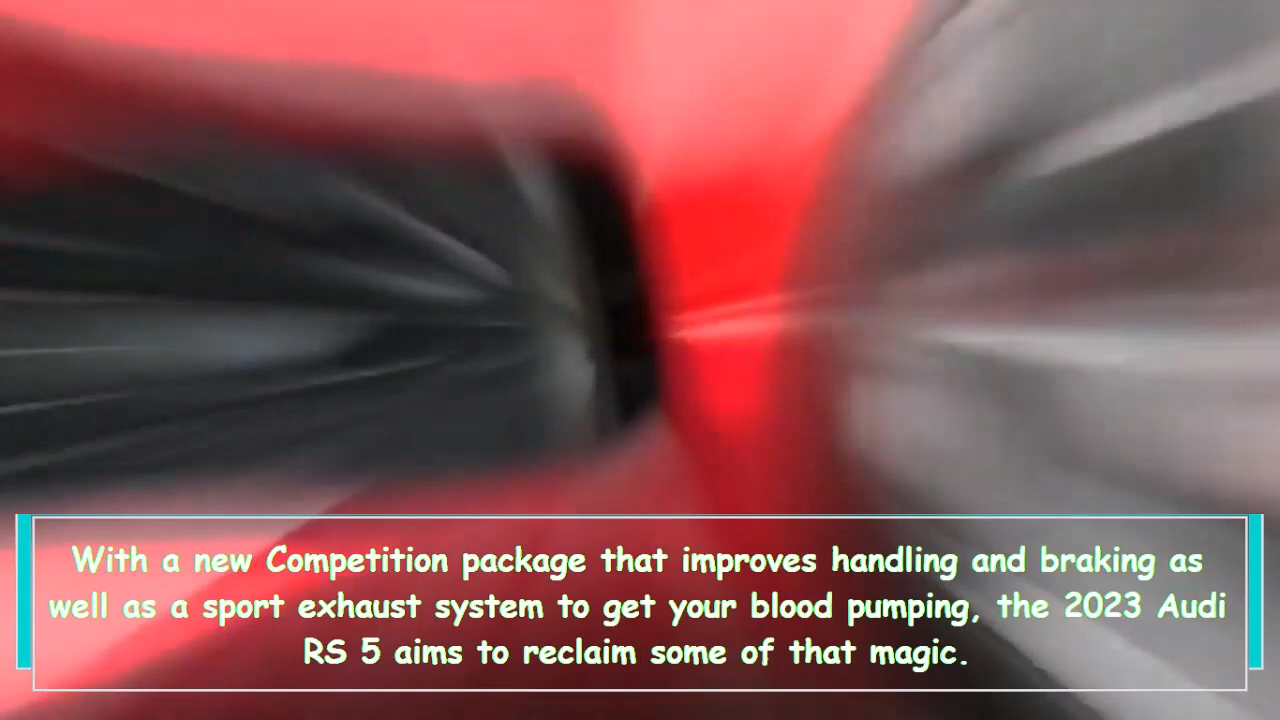 With a new Competition package that improves handling and braking as
well as a sport exhaust system to get your blood pumping, the 2023 Audi
RS 5 aims to reclaim some of that magic.